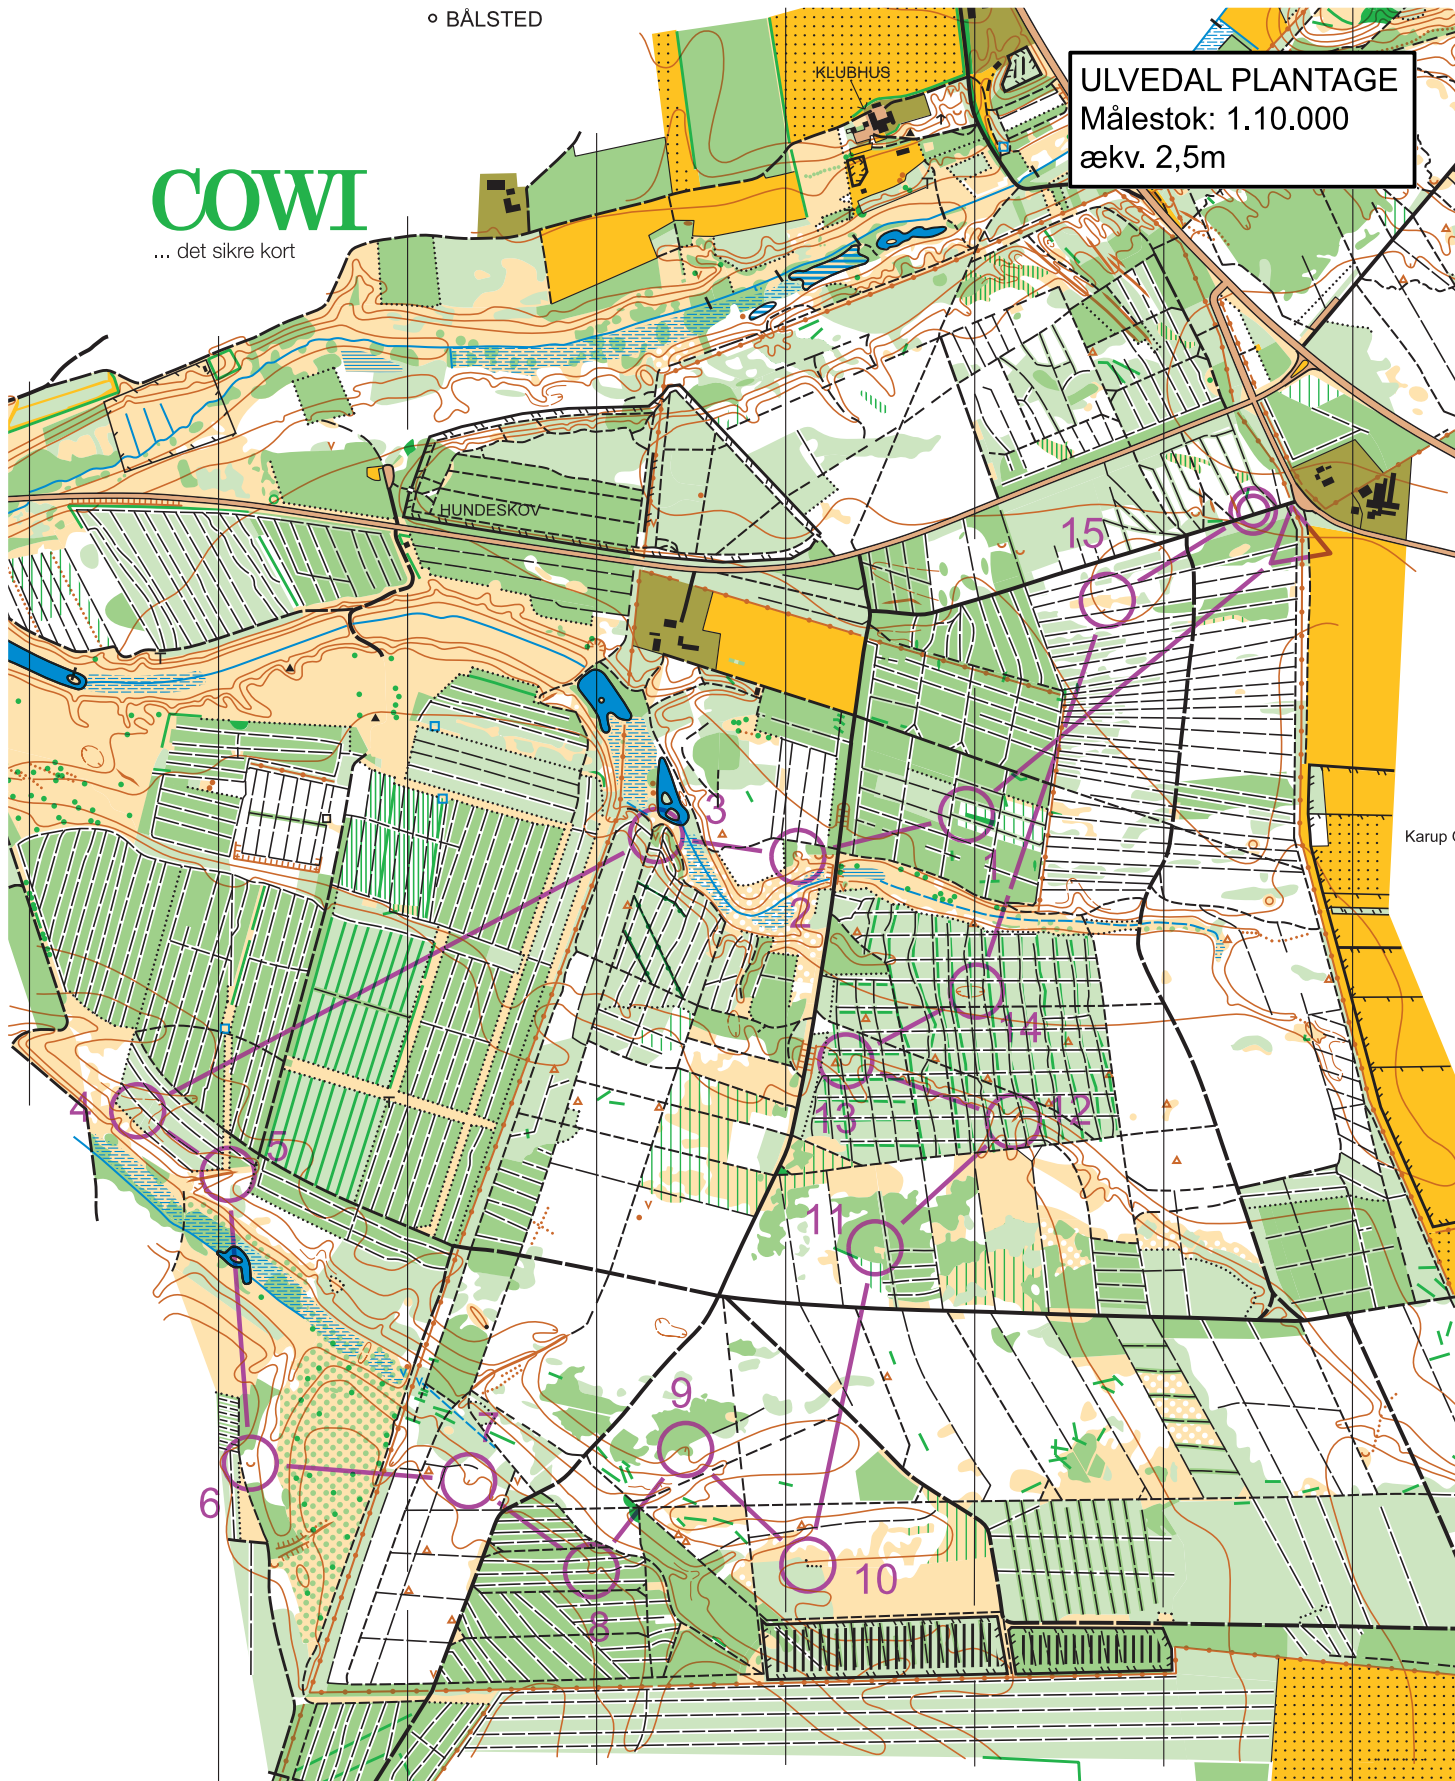 BÅLSTED
KLUBHUS
ULVEDAL PLANTAGE
Målestok: 1.10.000
ækv. 2,5m
COWI
... det sikre kort
HUNDESKOV
15
3
Karup
1
2
14
4
13
12
5
11
9
7
6
10
8